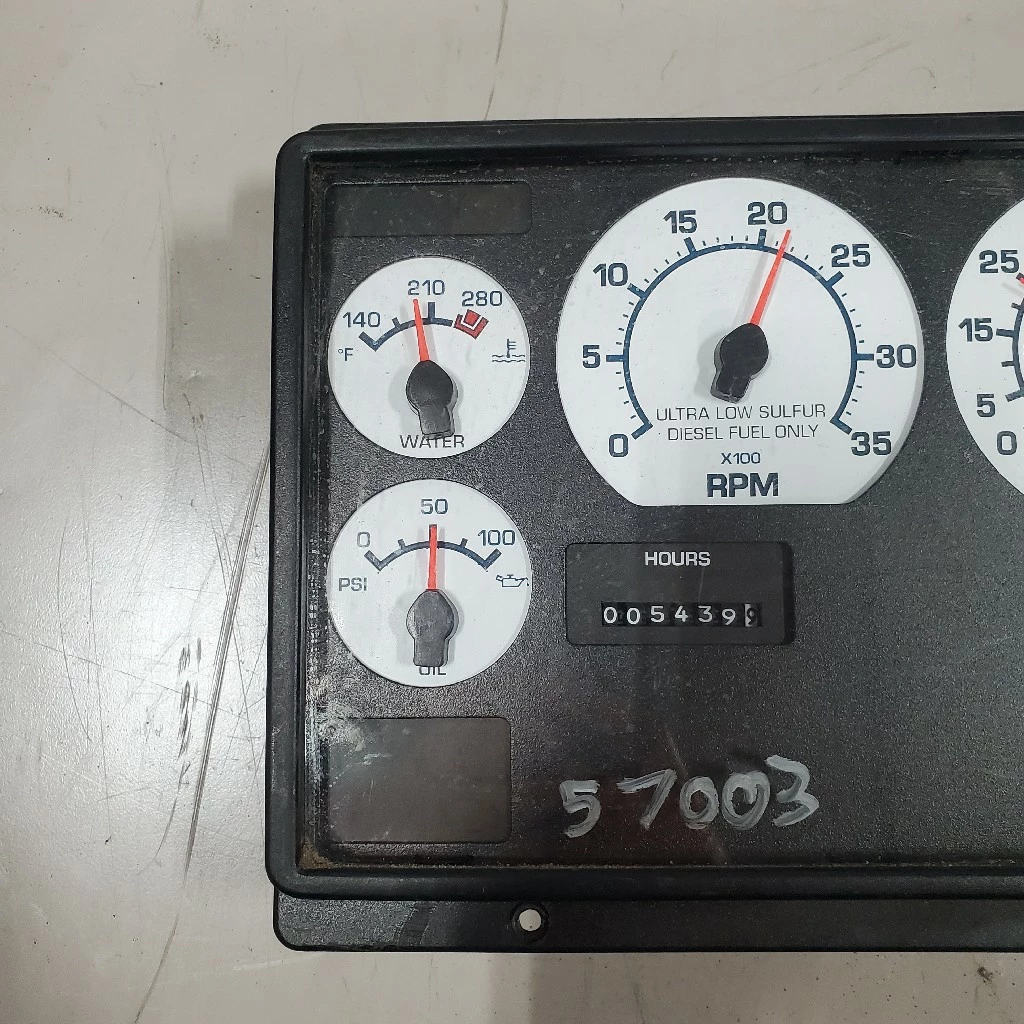 140 210 280
°F
WATER
0 50 100
PSI
OIL
0 5 10 15 20 25 30 35
ULTRA LOW SULFUR
DIESEL FUEL ONLY
X100
RPM
HOURS
0054399
57003
25
15
5
0